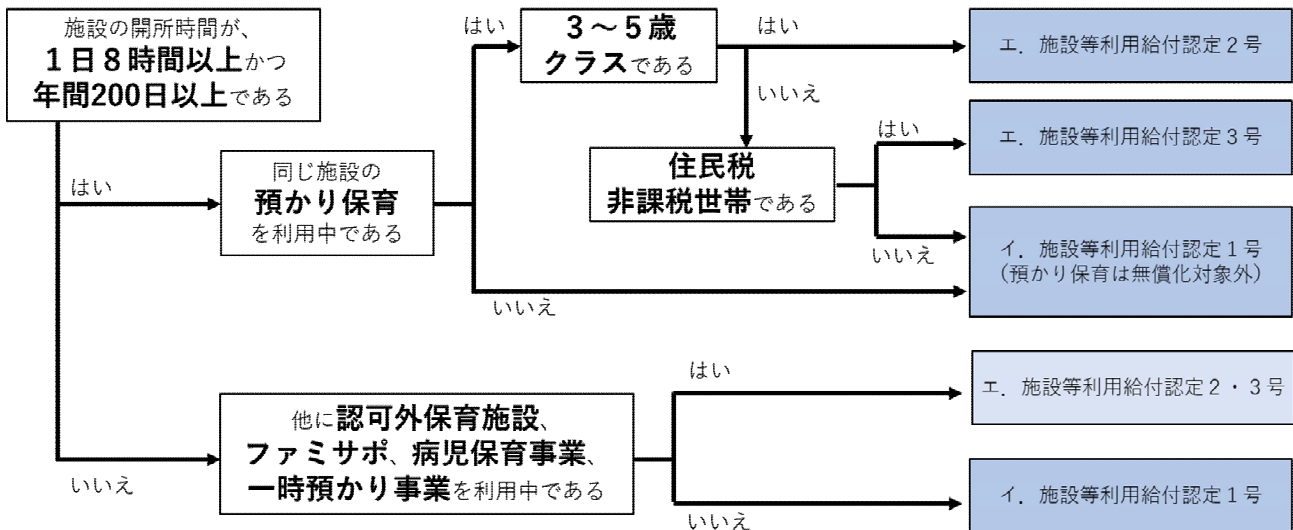 施設の開所時間が、
１日８時間以上かつ
年間200日以上である
はい
同じ施設の
預かり保育
を利用中である
はい
３～５歳
クラスである
はい
エ．施設等利用給付認定２号
いいえ
住民税
非課税世帯である
はい
エ．施設等利用給付認定３号
いいえ
イ．施設等利用給付認定１号
（預かり保育は無償化対象外）
いいえ
いいえ
他に認可外保育施設、
ファミサポ、病児保育事業、
一時預かり事業を利用中である
はい
エ．施設等利用給付認定２・３号
いいえ
イ．施設等利用給付認定１号